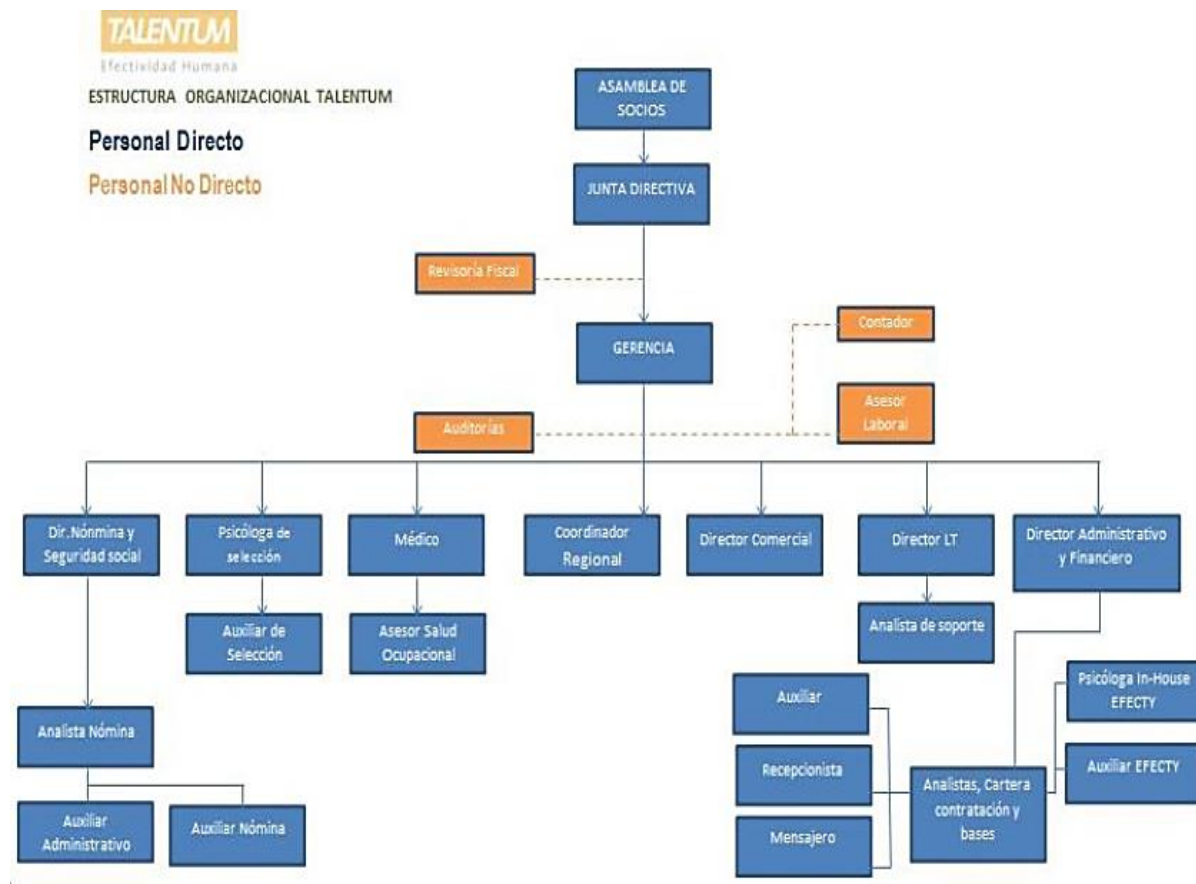 TALENTUM
Efectividad Humana
ESTRUCTURA ORGANIZACIONAL TALENTUM
Personal Directo
Personal No Directo
ASAMBLEA DE
SOCIOS
JUNTA DIRECTIVA
Revisoría Fiscal
Contador
GERENCIA
Asesor
Laboral
Auditorías
Dir.Nónmina y
Seguridad social
Psicóloga de
selección
Médico
Coordinador
Regional
Director Comercial
Director LT
Director Administrativo
y Financiero
Auxiliar de
Selección
Asesor Salud
Ocupacional
Analista de soporte
Psicóloga In-House
EFECTY
Auxiliar
Analista Nómina
Recepcionista
Auxiliar EFECTY
Analistas, Cartera
contratación y
bases
Auxiliar
Administrativo
Auxiliar Nómina
Mensajero